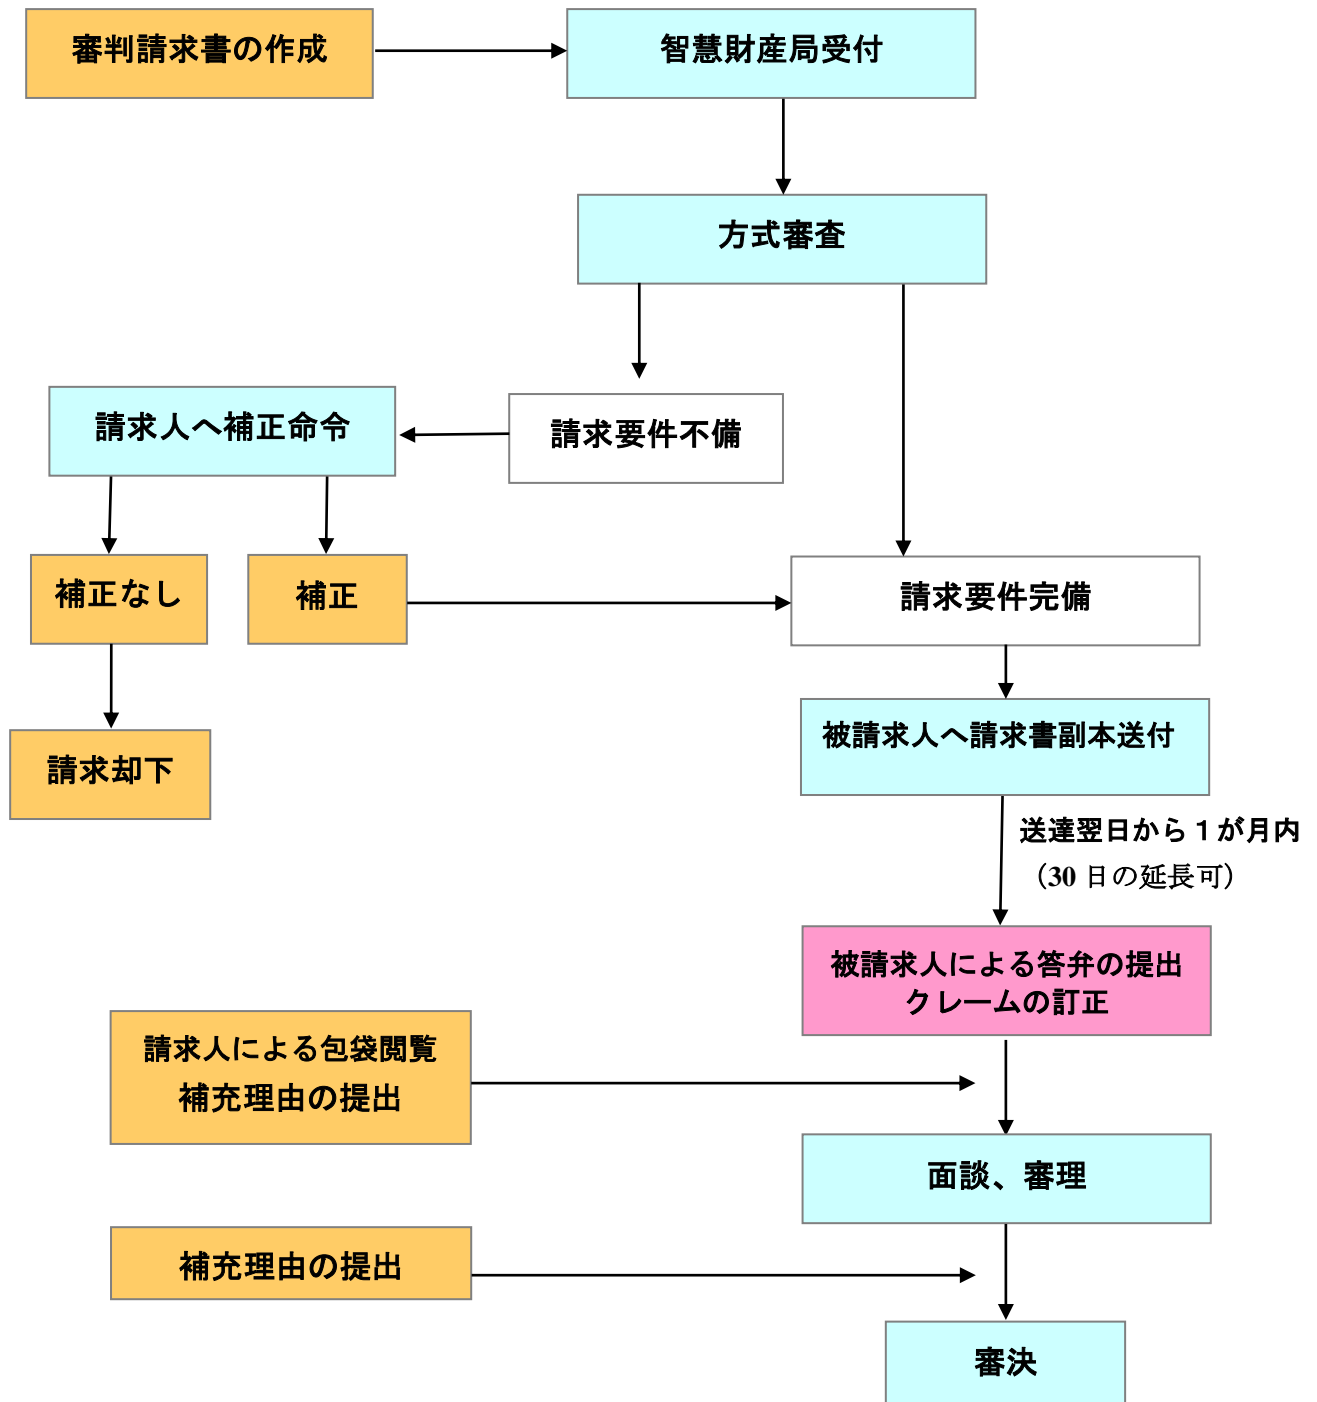 審判請求書の作成
智慧財産局受付
方式審査
請求人へ補正命令
請求要件不備
補正なし
補正
請求要件完備
請求却下
被請求人へ請求書副本送付
送達翌日から１が月内
（30 日の延長可）
被請求人による答弁の提出
クレームの訂正
請求人による包袋閲覧
補充理由の提出
面談、審理
補充理由の提出
審決